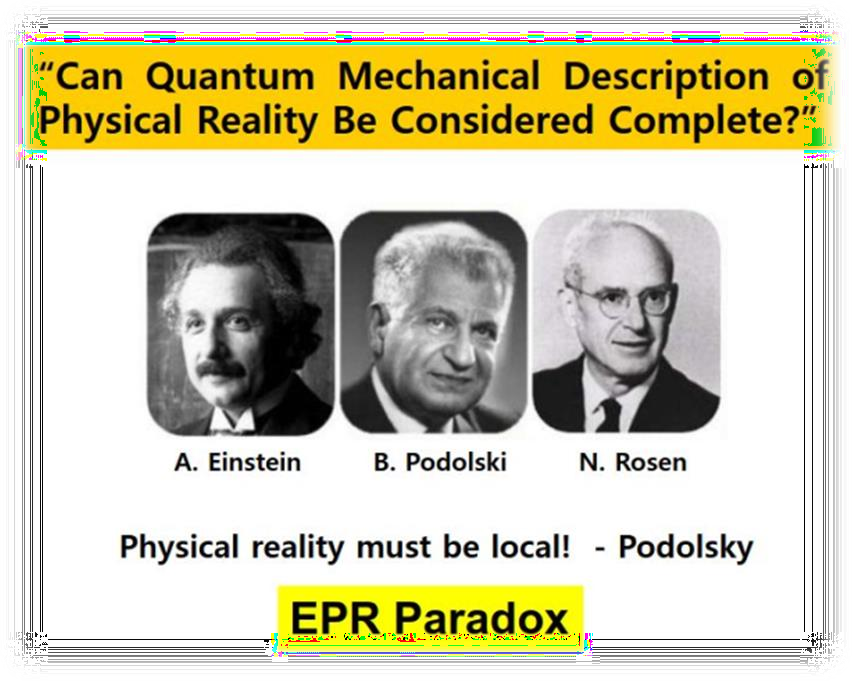 “Can Quantum Mechanical Description of
Physical Reality Be Considered Complete?”
A. Einstein
B. Podolski
N. Rosen
Physical reality must be local! - Podolsky
EPR Paradox